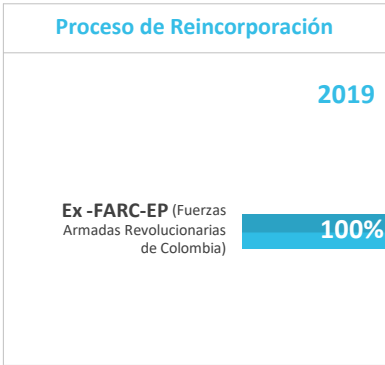 Proceso de Reincorporación
2019
Ex -FARC-EP (Fuerzas
Armadas Revolucionarias
de Colombia)
100%